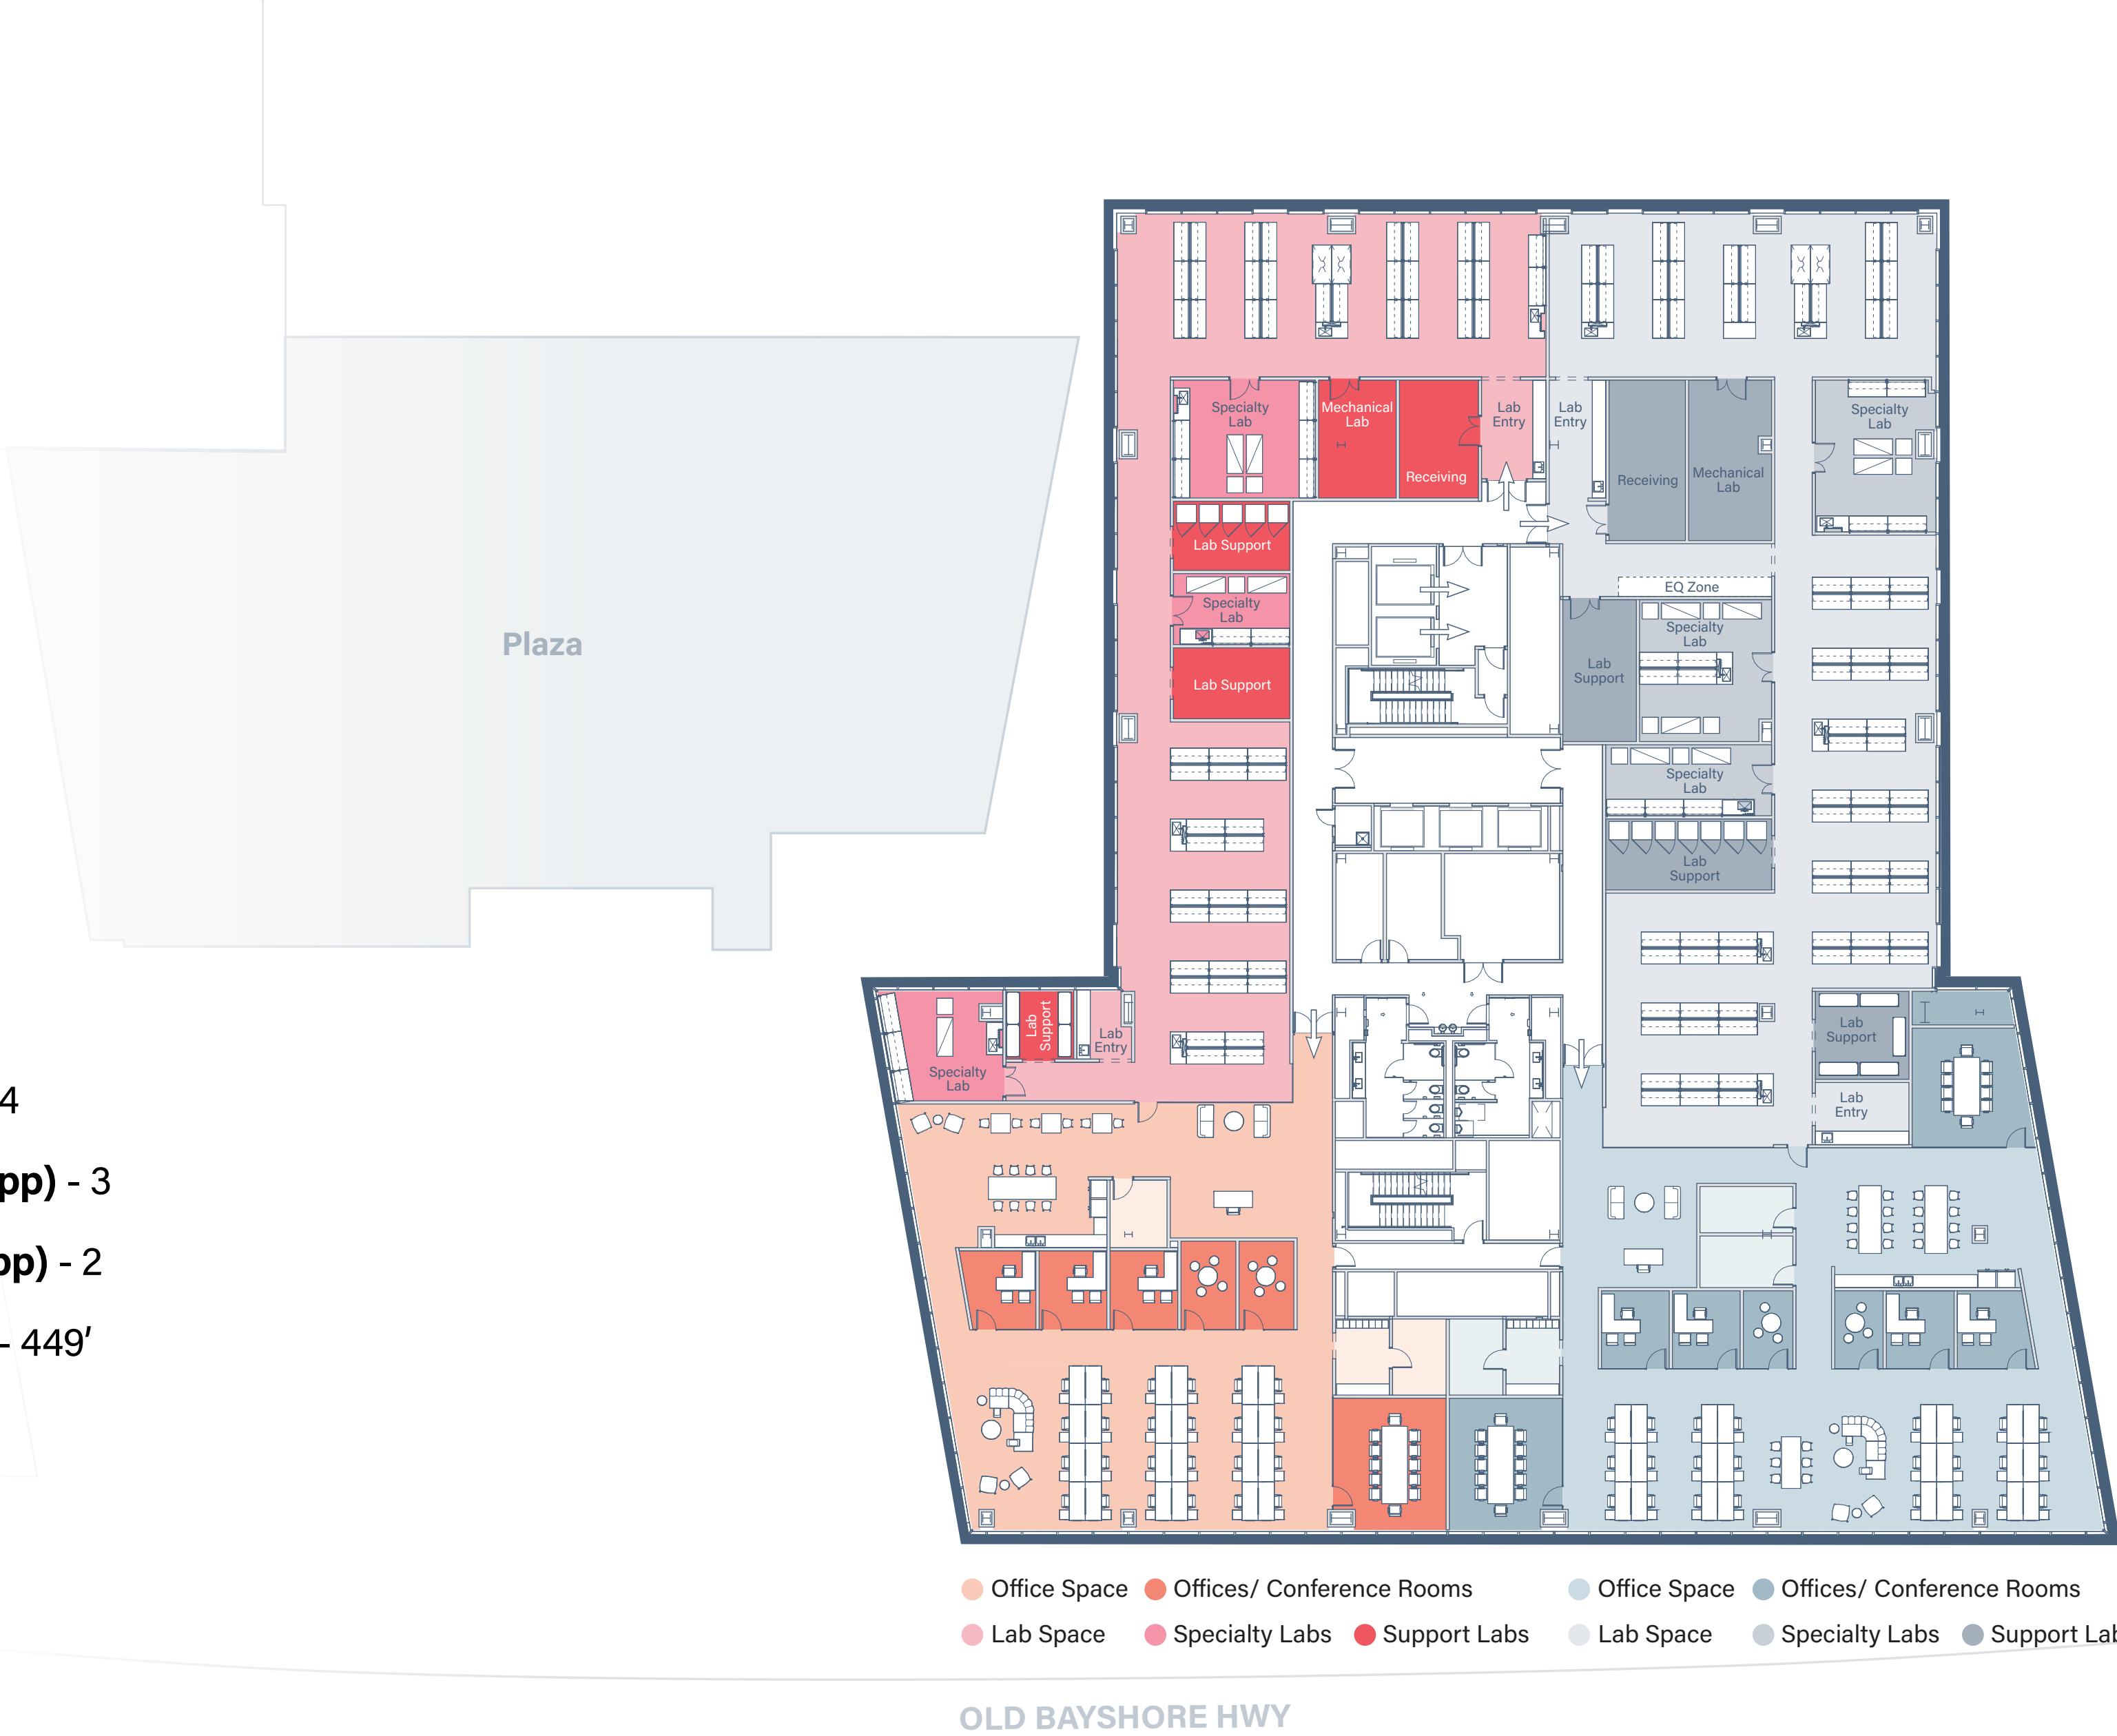 Specialty
Lab
Mechanical
Lab
Receiving
Lab
Entry
Lab
Entry
Receiving
Mechanical
Lab
Specialty
Lab
Lab Support
EQ Zone
Specialty
Lab
Specialty
Lab
Lab
Support
Plaza
Lab Support
Specialty
Lab
Lab
Support
Lab
Support
Lab
Entry
Specialty
Lab
Lab
Support
Lab
Entry
4
pp) - 3
pp) - 2
- 449’
Office Space
Offices/ Conference Rooms
Office Space
Offices/ Conference Rooms
Lab Space
Specialty Labs
Support Labs
Lab Space
Specialty Labs
Support Lab
OLD BAYSHORE HWY